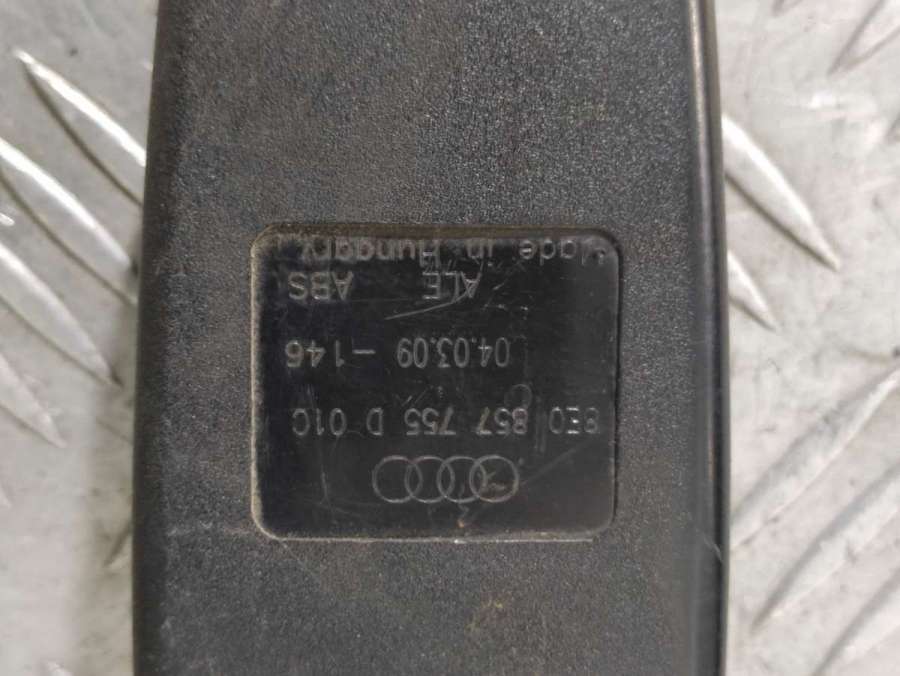 8E0 857 755 D 01C
04.03.09 -146
ALE ABS
Made in Hungary